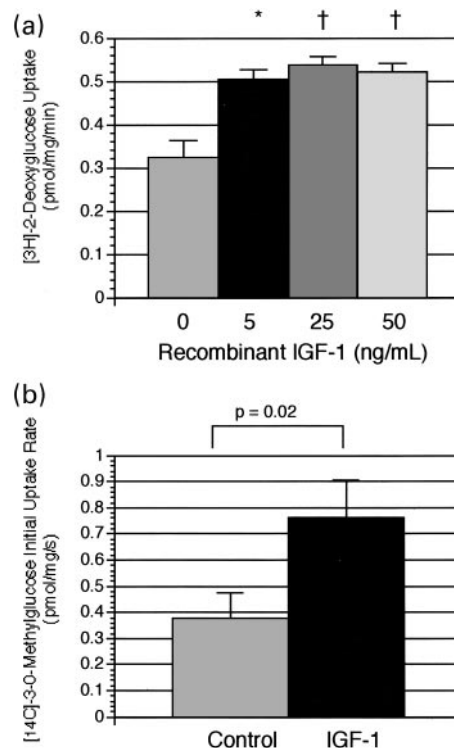 (a)
* † †
[3H]-2-Deoxyglucose Uptake
(pmol/mg/min)
0.6
0.5
0.4
0.3
0.2
0.1
0
0 5 25 50
Recombinant IGF-1 (ng/mL)
(b)
p = 0.02
[14C]-3-0-Methylglucose Initial Uptake Rate
(pmol/mg/s)
1
0.9
0.8
0.7
0.6
0.5
0.4
0.3
0.2
0.1
0
Control IGF-1